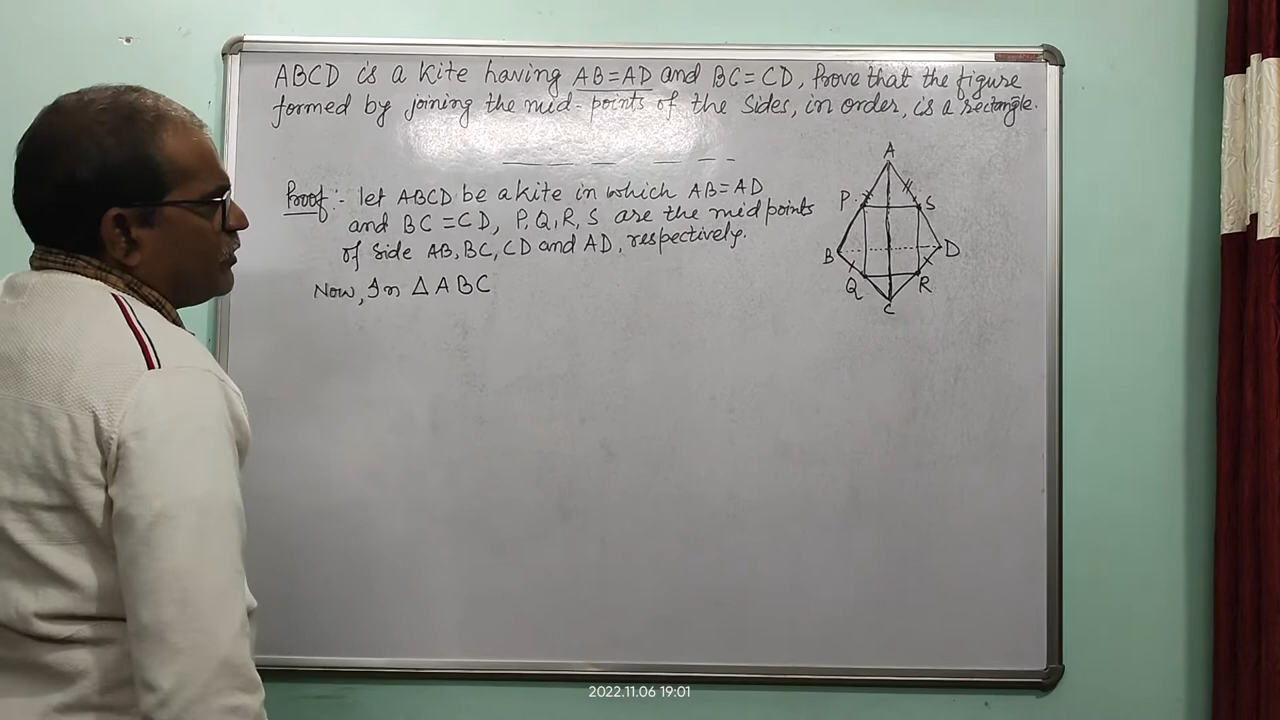 ABCD is a kite having AB=AD and BC=CD, Prove that the figure
formed by joining the mid-points of the sides, in order, is a rectangle.
Proof:- let ABCD be a kite in which AB=AD
and BC=CD, P,Q,R,S are the midpoints
of side AB,BC,CD and AD, respectively.
Now, In △ABC
A
P
S
B
D
Q
R
C
2022.11.06 19:01